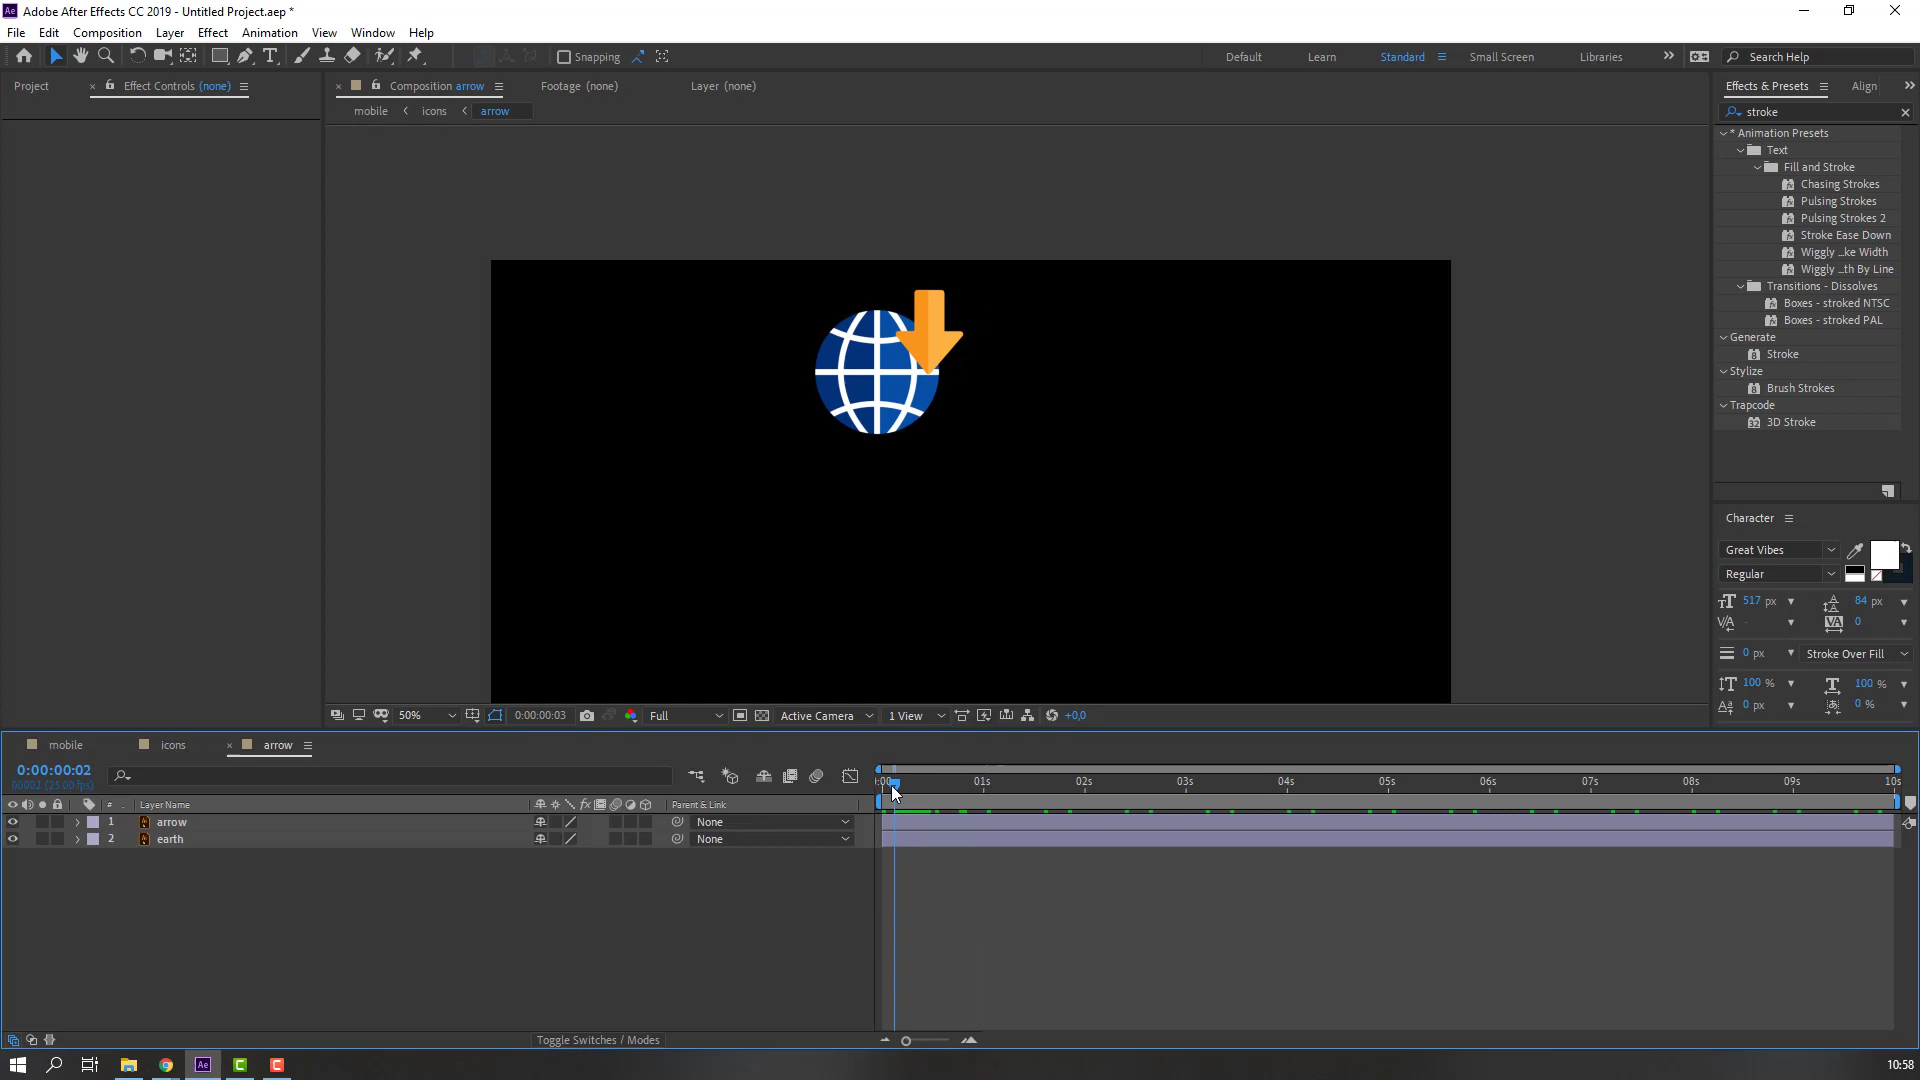 Adobe After Effects CC 2019 - Untitled Project.aep *
File Edit Composition Layer Effect Animation View Window Help
Snapping Default Learn Standard Small Screen Libraries Search Help
Project Effect Controls (none) Composition arrow Footage (none) Layer (none) Effects & Presets Align
mobile icons arrow
stroke
* Animation Presets
Text
Fill and Stroke
Chasing Strokes
Pulsing Strokes
Pulsing Strokes 2
Stroke Ease Down
Wiggly ...ke Width
Wiggly ...th By Line
Transitions - Dissolves
Boxes - stroked NTSC
Boxes - stroked PAL
Generate
Stroke
Stylize
Brush Strokes
Trapcode
3D Stroke
Character
Great Vibes
Regular
517 px 84 px
0
0 px Stroke Over Fill
100 % 100 %
0 px 0 %
50% 0:00:00:03 Full Active Camera 1 View +0,0
mobile icons arrow
0:00:00:02
00002 (25.00 fps)
01s 02s 03s 04s 05s 06s 07s 08s 09s 10s
# Layer Name Parent & Link
1 arrow None
2 earth None
Toggle Switches / Modes
10:58